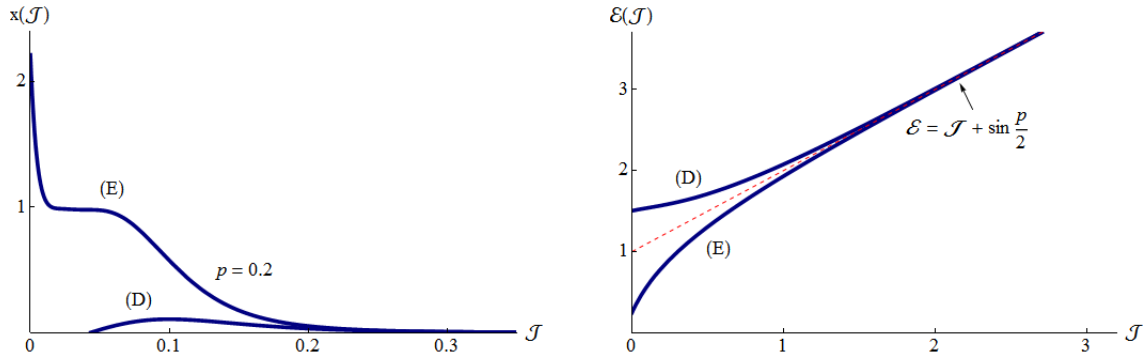 x(𝒥)
2
1
(E)
p = 0.2
(D)
0
0.1
0.2
0.3
𝒥
ℰ(𝒥)
3
2
1
ℰ = 𝒥 + sin p/2
(D)
(E)
0
1
2
3
𝒥